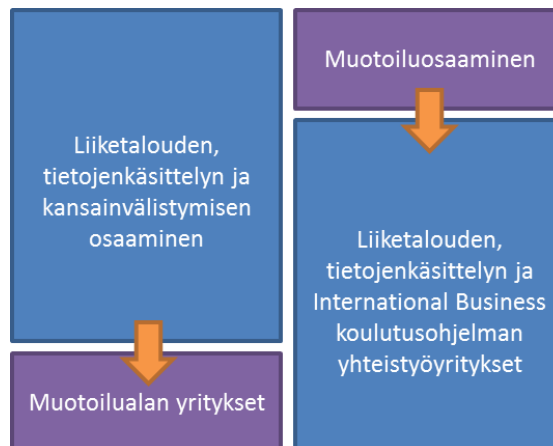 Liiketalouden,
tietojenkäsittelyn ja
kansainvälistymisen
osaaminen
Muotoilualan yritykset
Muotoiluosaaminen
Liiketalouden,
tietojenkäsittelyn ja
International Business
koulutusohjelman
yhteistyöyritykset